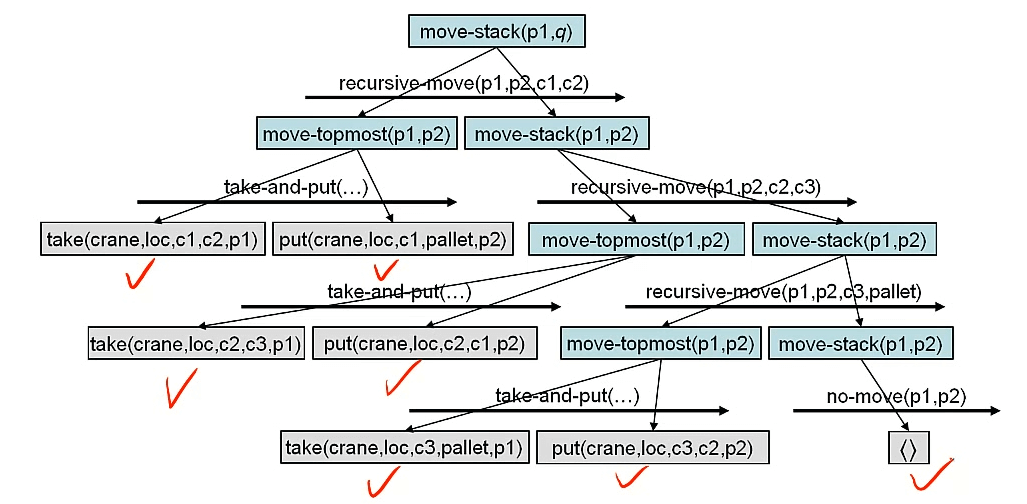 move-stack(p1,q)
recursive-move(p1,p2,c1,c2)
move-topmost(p1,p2)
move-stack(p1,p2)
take-and-put(…)
recursive-move(p1,p2,c2,c3)
take(crane,loc,c1,c2,p1)
put(crane,loc,c1,pallet,p2)
move-topmost(p1,p2)
move-stack(p1,p2)
take-and-put(…)
recursive-move(p1,p2,c3,pallet)
take(crane,loc,c2,c3,p1)
put(crane,loc,c2,c1,p2)
move-topmost(p1,p2)
move-stack(p1,p2)
take-and-put(…)
no-move(p1,p2)
take(crane,loc,c3,pallet,p1)
put(crane,loc,c3,c2,p2)
⟨⟩